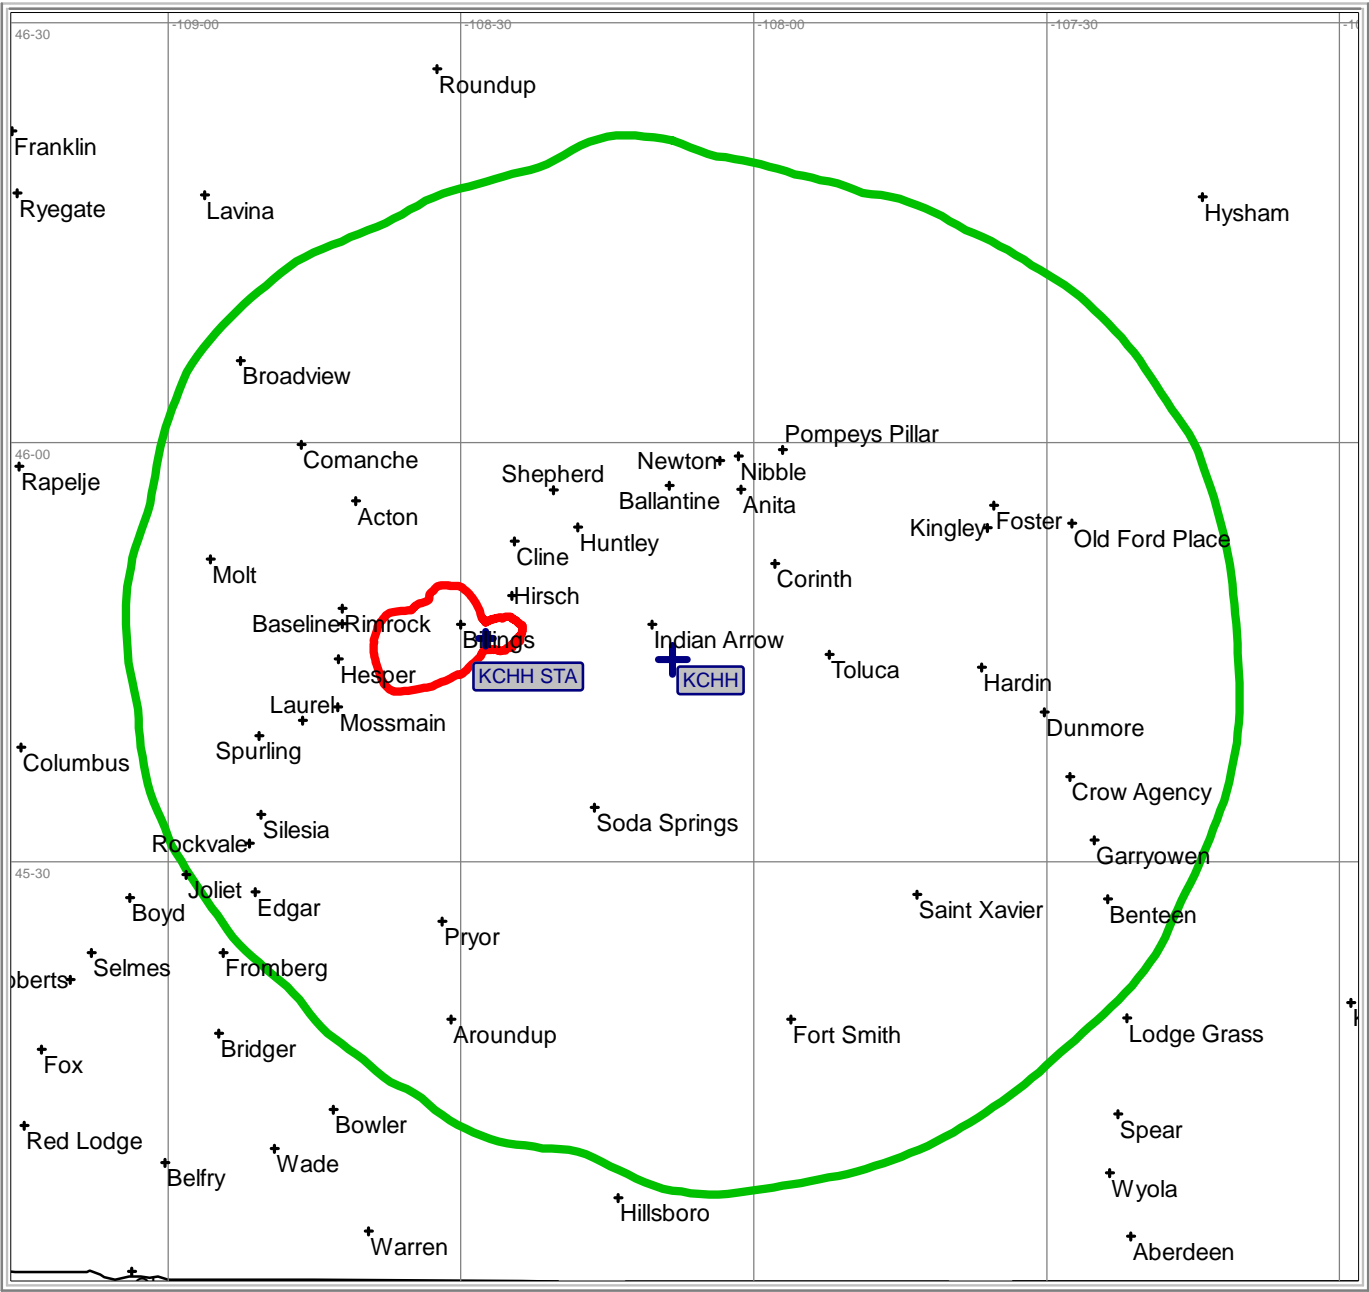 -109-00
-108-30
-108-00
-107-30
46-30
Roundup
Franklin
Ryegate
Lavina
Hysham
Broadview
Pompeys Pillar
46-00
Comanche
Newton
Nibble
Rapelje
Shepherd
Ballantine
Anita
Acton
Kingley
Foster
Old Ford Place
Huntley
Cline
Molt
Corinth
Hirsch
Baseline
Rimrock
Billings
Indian Arrow
Hesper
KCHH STA
KCHH
Toluca
Hardin
Laurel
Mossmain
Dunmore
Spurling
Columbus
Crow Agency
Soda Springs
Silesia
Rockvale
Garryowen
45-30
Joliet
Boyd
Edgar
Saint Xavier
Benteen
Pryor
Selmes
Fromberg
oberts
Bridger
Aroundup
Fort Smith
Lodge Grass
Fox
Bowler
Spear
Red Lodge
Wade
Belfry
Wyola
Hillsboro
Warren
Aberdeen